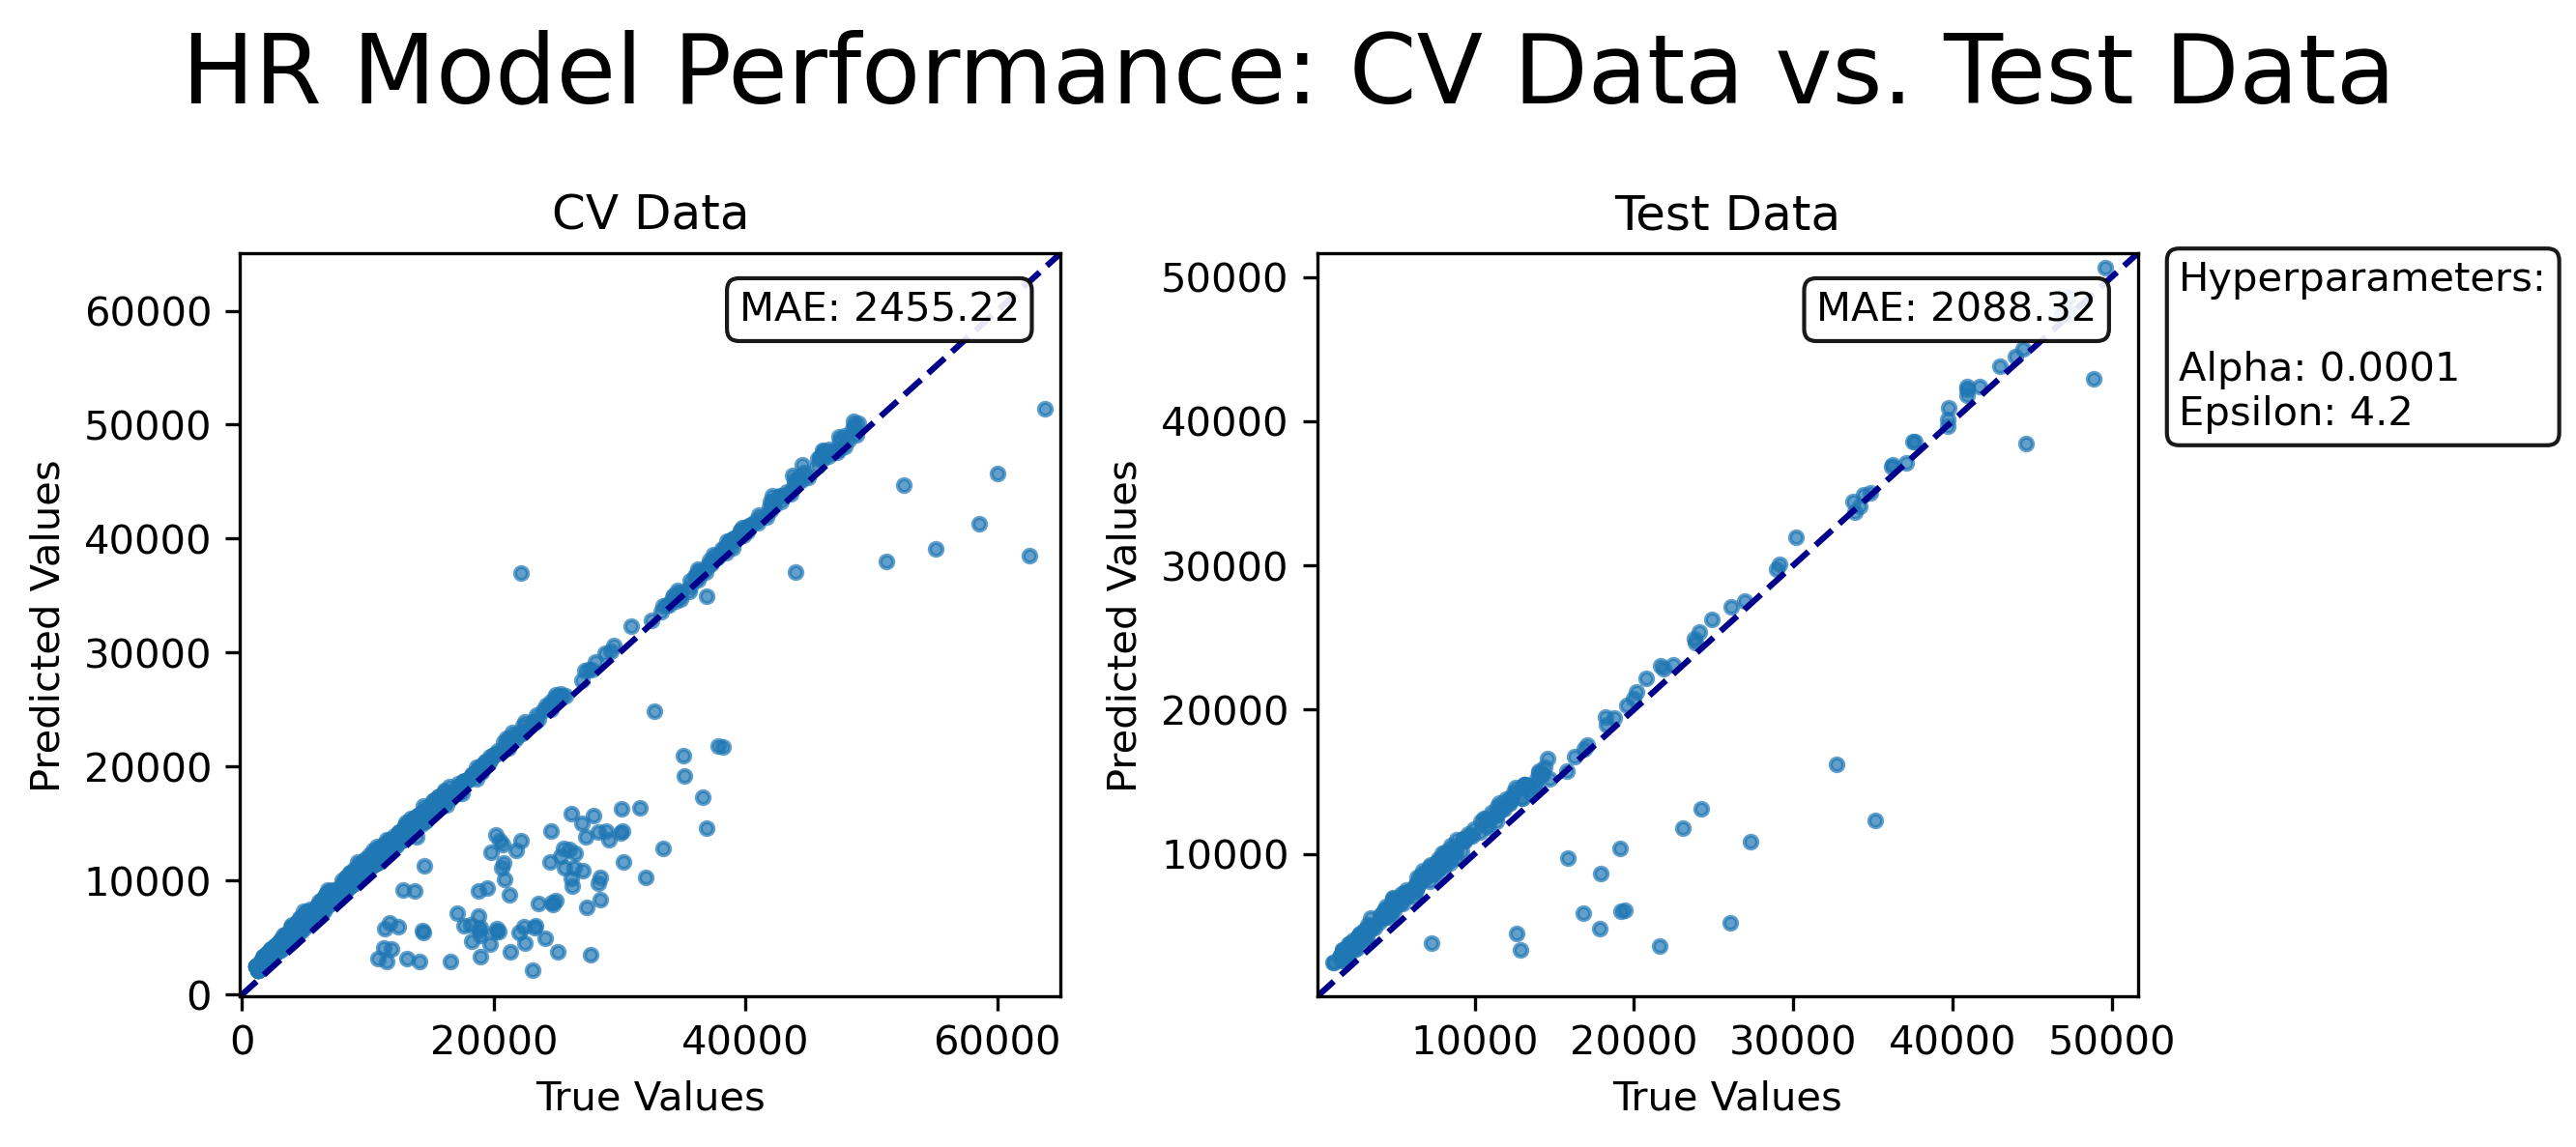 HR Model Performance: CV Data vs. Test Data
CV Data
MAE: 2455.22
Predicted Values
60000
50000
40000
30000
20000
10000
0
0 20000 40000 60000
True Values
Test Data
MAE: 2088.32
Predicted Values
50000
40000
30000
20000
10000
10000 20000 30000 40000 50000
True Values
Hyperparameters:
Alpha: 0.0001
Epsilon: 4.2